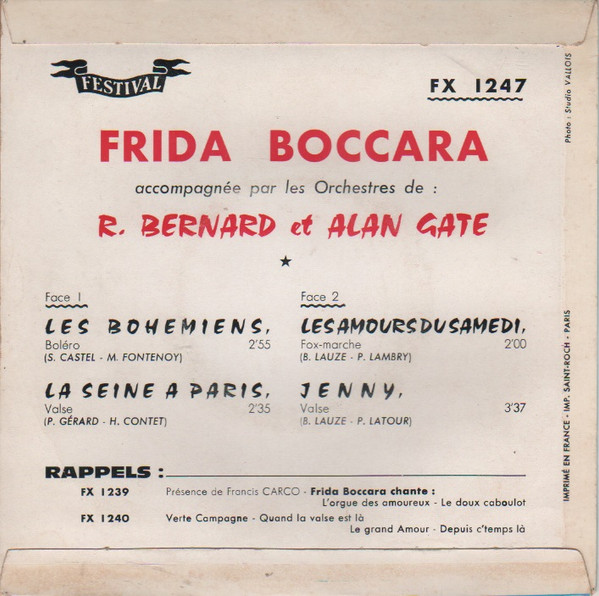 FESTIVAL
FX 1247
FRIDA BOCCARA
accompagnée par les Orchestres de :
R. BERNARD et ALAN GATE
Face 1
LES BOHEMIENS,
Boléro 2'55
(S. CASTEL - M. FONTENOY)
LA SEINE A PARIS,
Valse 2'35
(P. GÉRARD - H. CONTET)
Face 2
LES AMOURS DU SAMEDI,
Fox-marche 2'00
(B. LAUZE - P. LAMBRY)
JENNY,
Valse 3'37
(B. LAUZE - P. LATOUR)
RAPPELS :
FX 1239 Présence de Francis CARCO - Frida Boccara chante :
L'orgue des amoureux - Le doux caboulot
FX 1240 Verte Campagne - Quand la valse est là
Le grand Amour - Depuis c'temps là
Photo : Studio VALLOIS
IMPRIMÉ EN FRANCE - IMP. SAINT-ROCH - PARIS